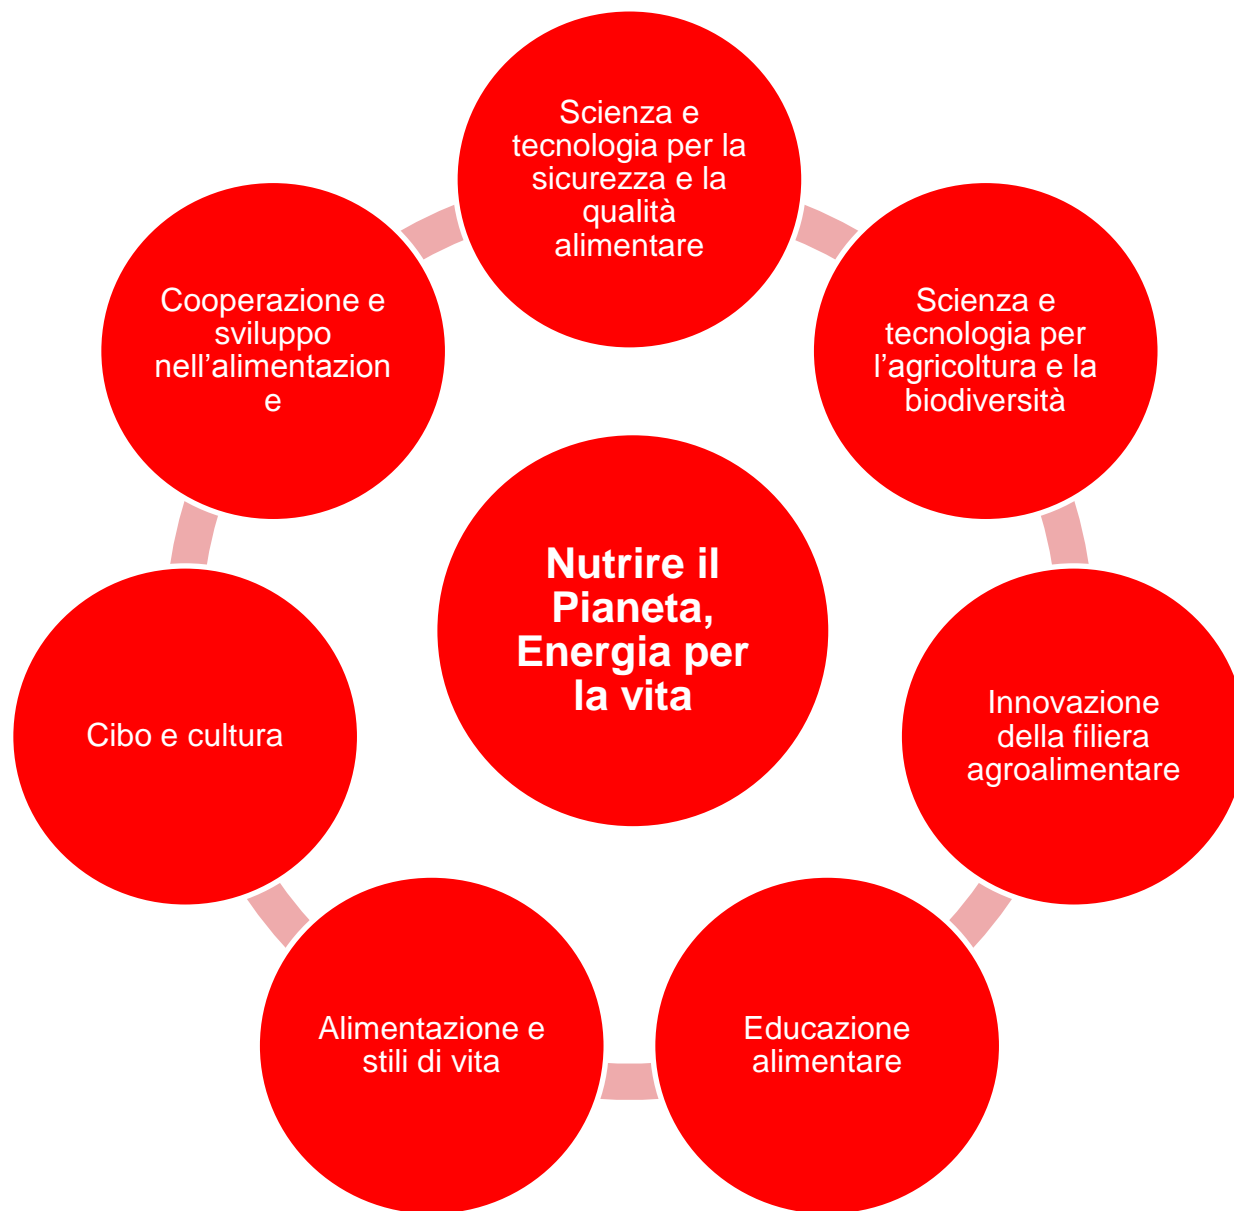 Scienza e
tecnologia per la
sicurezza e la
qualità
alimentare
Scienza e
tecnologia per
l’agricoltura e la
biodiversità
Innovazione
della filiera
agroalimentare
Educazione
alimentare
Alimentazione e
stili di vita
Cibo e cultura
Cooperazione e
sviluppo
nell’alimentazion
e
Nutrire il
Pianeta,
Energia per
la vita